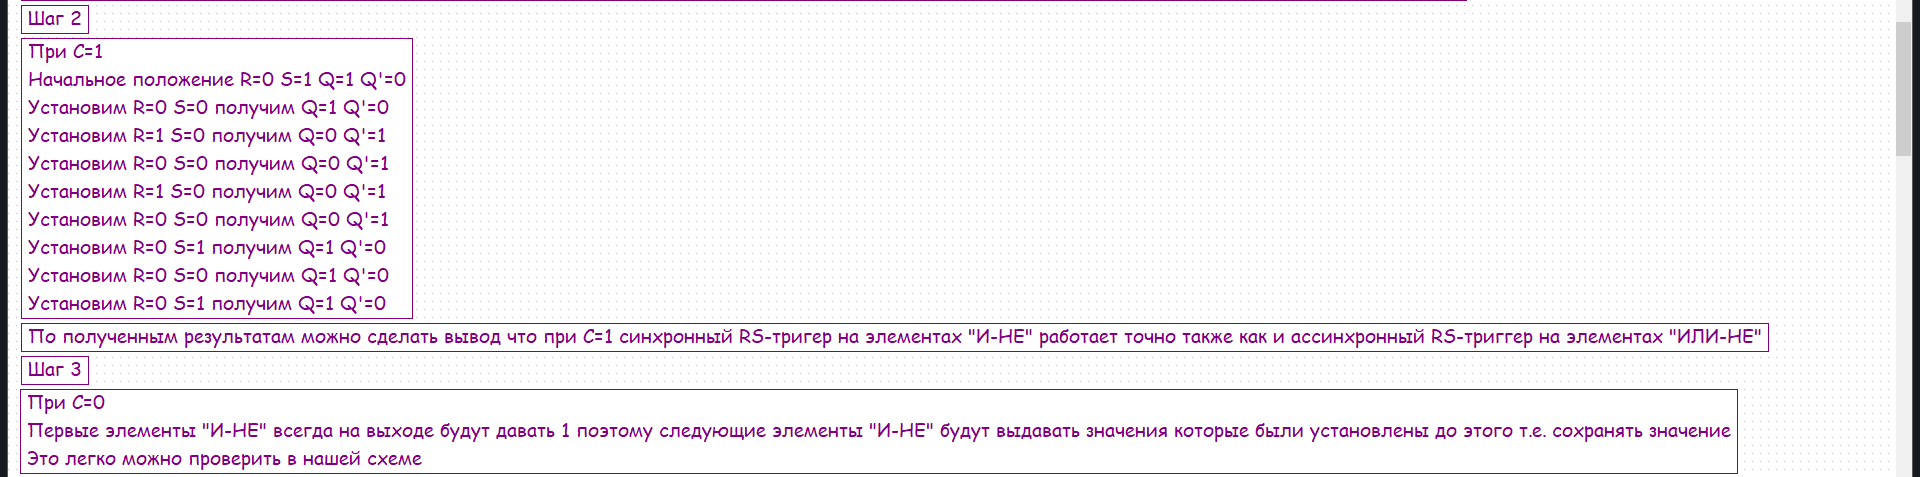 Шаг 2
При C=1
Начальное положение R=0 S=1 Q=1 Q'=0
Установим R=0 S=0 получим Q=1 Q'=0
Установим R=1 S=0 получим Q=0 Q'=1
Установим R=0 S=0 получим Q=0 Q'=1
Установим R=1 S=0 получим Q=0 Q'=1
Установим R=0 S=0 получим Q=0 Q'=1
Установим R=0 S=1 получим Q=1 Q'=0
Установим R=0 S=0 получим Q=1 Q'=0
Установим R=0 S=1 получим Q=1 Q'=0
По полученным результатам можно сделать вывод что при C=1 синхронный RS-тригер на элементах "И-НЕ" работает точно также как и ассинхронный RS-триггер на элементах "ИЛИ-НЕ"
Шаг 3
При C=0
Первые элементы "И-НЕ" всегда на выходе будут давать 1 поэтому следующие элементы "И-НЕ" будут выдавать значения которые были установлены до этого т.е. сохранять значение
Это легко можно проверить в нашей схеме